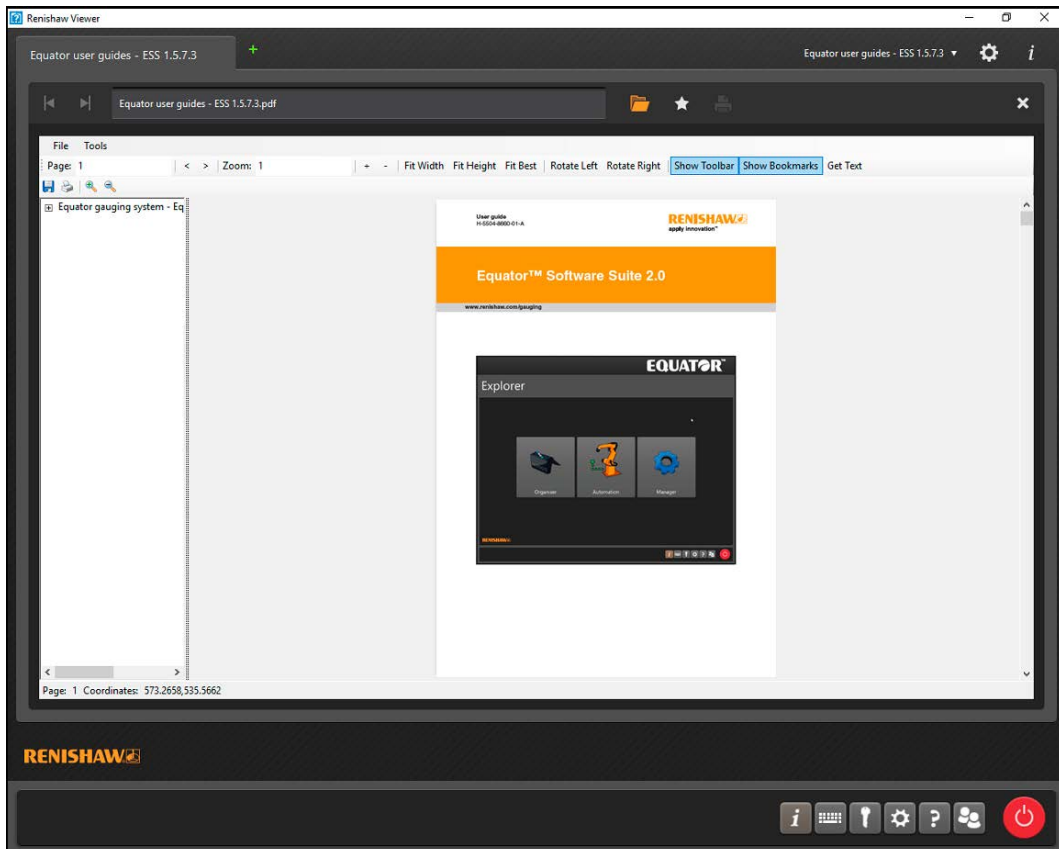 Renishaw Viewer
Equator user guides - ESS 1.5.7.3
+
Equator user guides - ESS 1.5.7.3
i
Equator user guides - ESS 1.5.7.3.pdf
File Tools
Page: 1 < > Zoom: 1 + - Fit Width Fit Height Fit Best Rotate Left Rotate Right Show Toolbar Show Bookmarks Get Text
Equator gauging system - Eq
User guide
H-5504-8660-01-A
RENISHAW
apply innovation™
Equator™ Software Suite 2.0
www.renishaw.com/gauging
EQUATOR™
Explorer
Organiser Automation Manager
RENISHAW
Page: 1 Coordinates: 573.2658,535.5662
RENISHAW
i ?